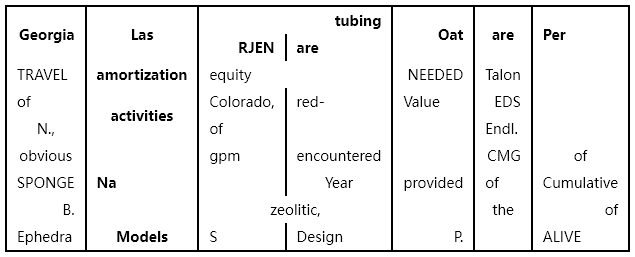 tubing
Georgia Las RJEN are Oat are Per
TRAVEL amortization equity NEEDED Talon
of activities Colorado, red- Value EDS
N., of Endl.
obvious gpm encountered CMG of
SPONGE Na Year provided of Cumulative
B. zeolitic, the of
Ephedra Models S Design P. ALIVE